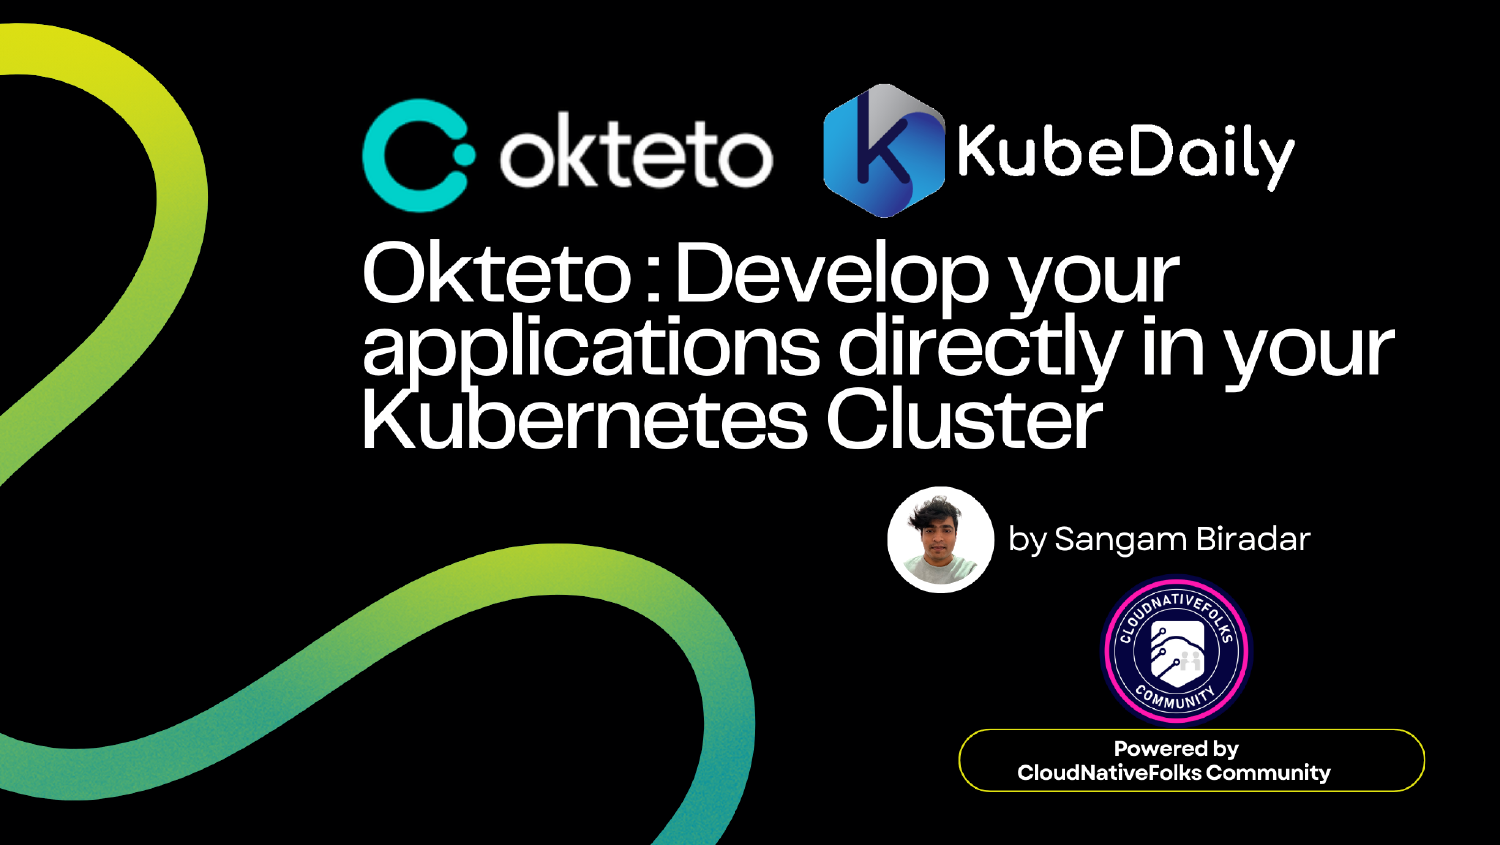 okteto
KubeDaily
Okteto : Develop your
applications directly in your
Kubernetes Cluster
by Sangam Biradar
CLOUDNATIVEFOLKS
COMMUNITY
Powered by
CloudNativeFolks Community